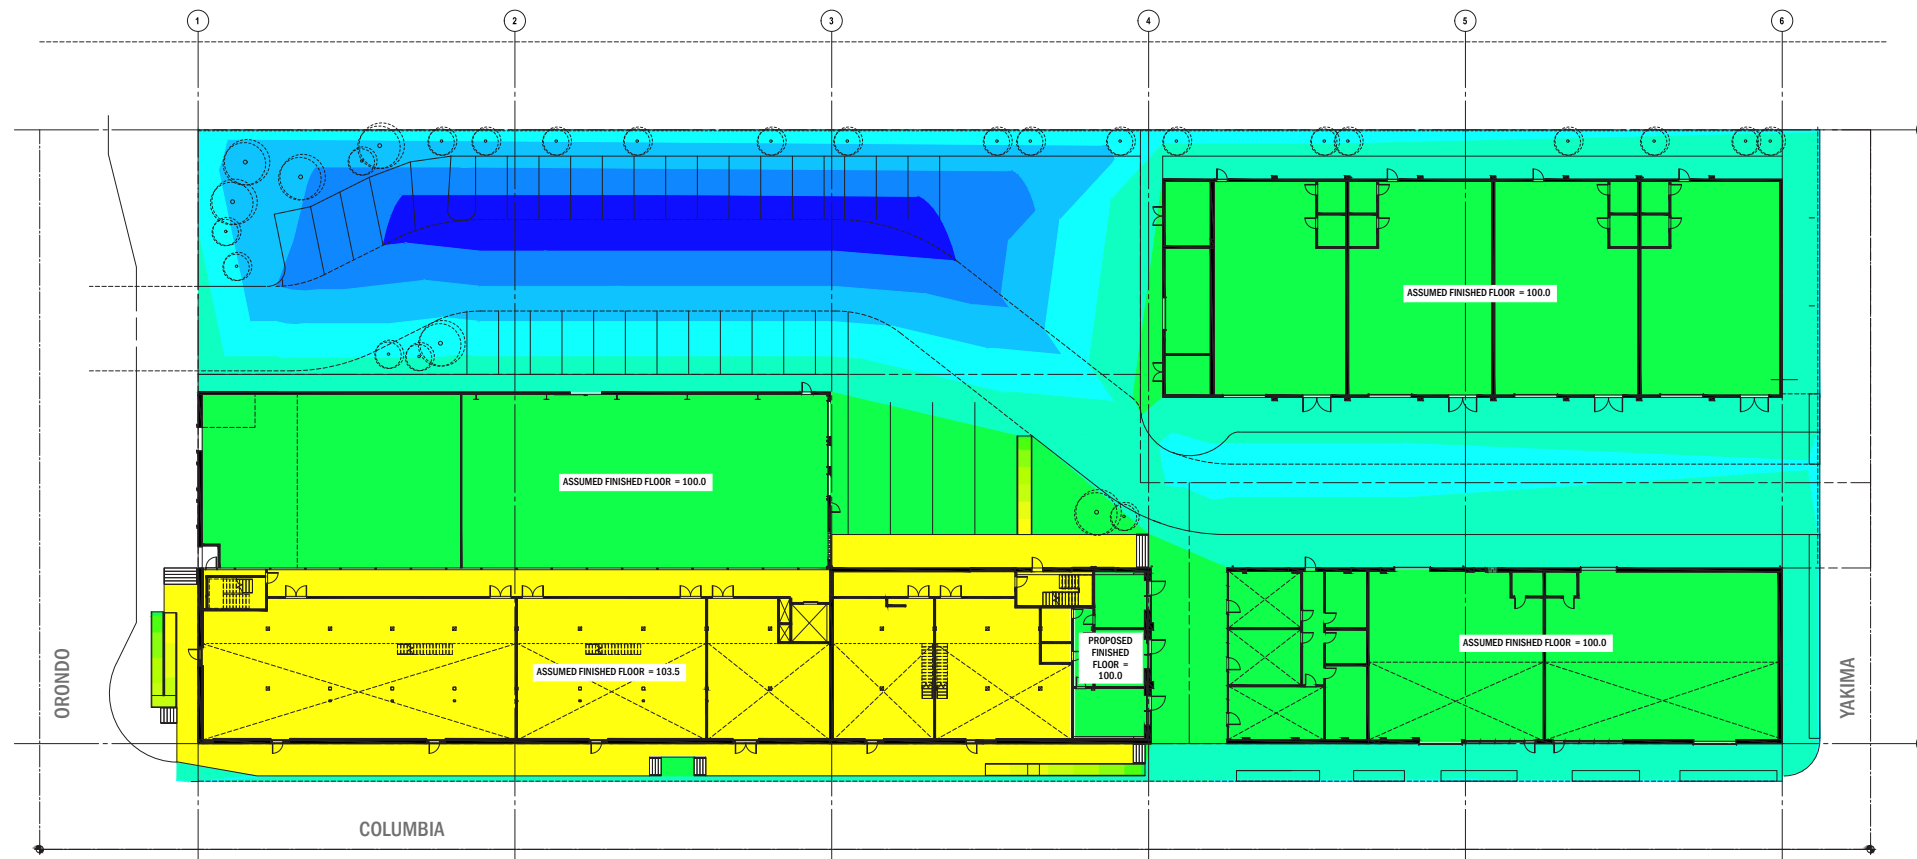 1 2 3 4 5 6
ASSUMED FINISHED FLOOR = 100.0
ASSUMED FINISHED FLOOR = 100.0
PROPOSED
FINISHED
FLOOR =
100.0
ASSUMED FINISHED FLOOR = 100.0
ASSUMED FINISHED FLOOR = 103.5
ORONDO
YAKIMA
COLUMBIA